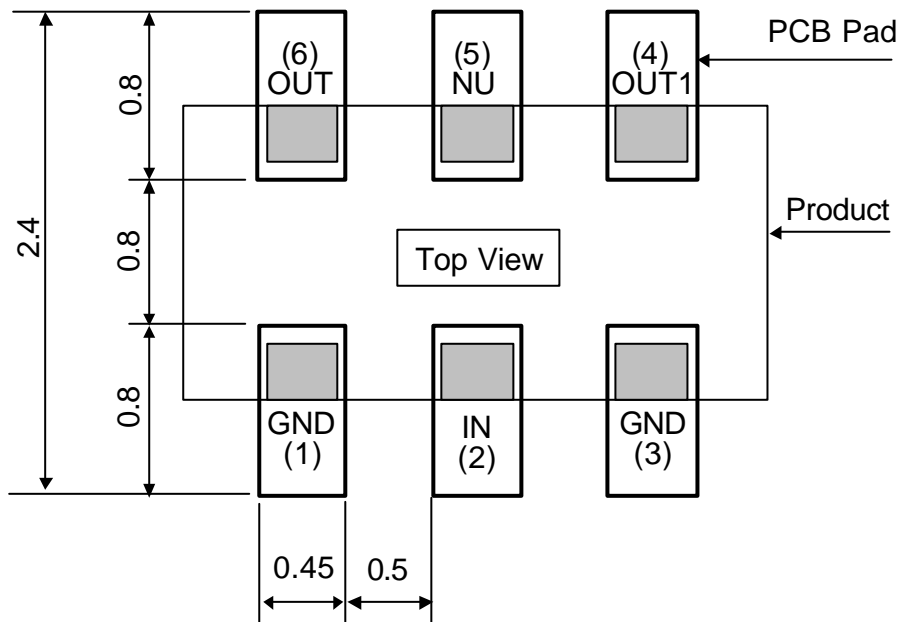 (6) (5) (4) PCB Pad
OUT NU OUT1
0.8
Product
2.4
0.8
Top View
0.8
GND IN GND
(1) (2) (3)
0.45 0.5